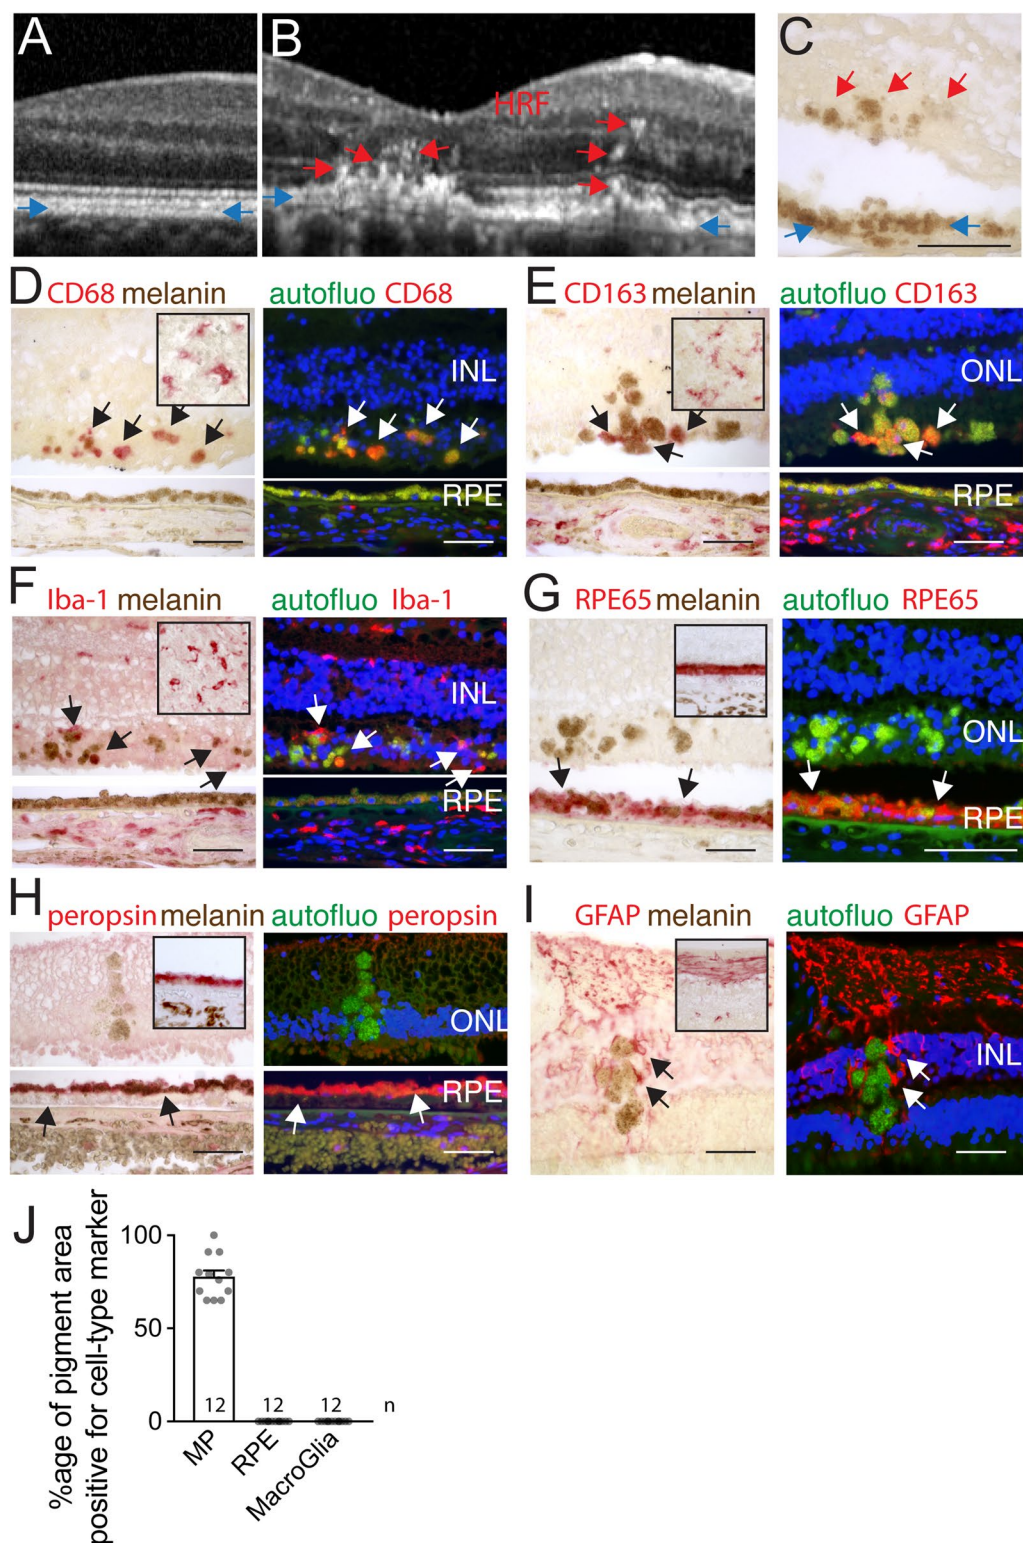 A
B
C
HRF
D
CD68 melanin
autofluo CD68
INL
RPE
E
CD163 melanin
autofluo CD163
ONL
RPE
F
Iba-1 melanin
autofluo Iba-1
INL
RPE
G
RPE65 melanin
autofluo RPE65
ONL
RPE
H
peropsin melanin
autofluo peropsin
ONL
RPE
I
GFAP melanin
autofluo GFAP
INL
J
%age of pigment area
positive for cell-type marker
100
50
0
12
12
12
n
MP
RPE
MacroGlia